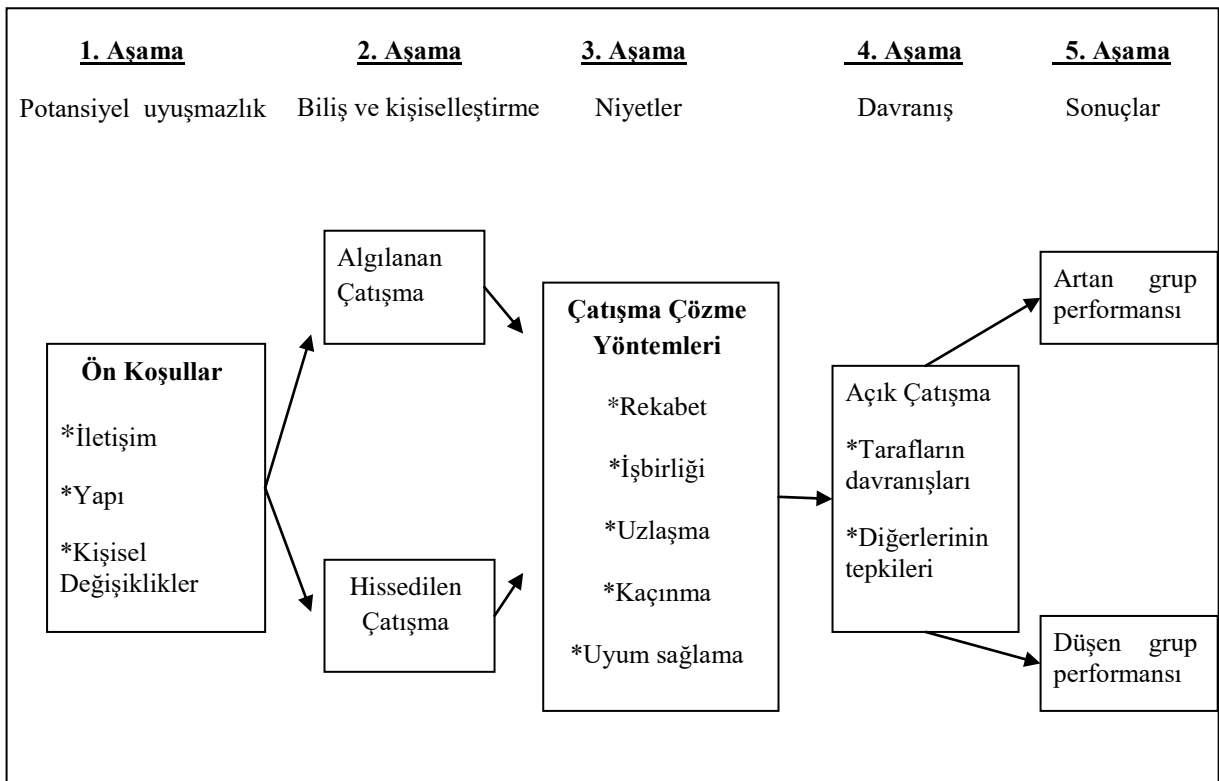 1. Aşama
2. Aşama
3. Aşama
4. Aşama
5. Aşama
Potansiyel uyuşmazlık
Biliş ve kişiselleştirme
Niyetler
Davranış
Sonuçlar
Ön Koşullar
*İletişim
*Yapı
*Kişisel
Değişiklikler
Algılanan
Çatışma
Hissedilen
Çatışma
Çatışma Çözme
Yöntemleri
*Rekabet
*İşbirliği
*Uzlaşma
*Kaçınma
*Uyum sağlama
Açık Çatışma
*Tarafların
davranışları
*Diğerlerinin
tepkileri
Artan grup
performansı
Düşen grup
performansı